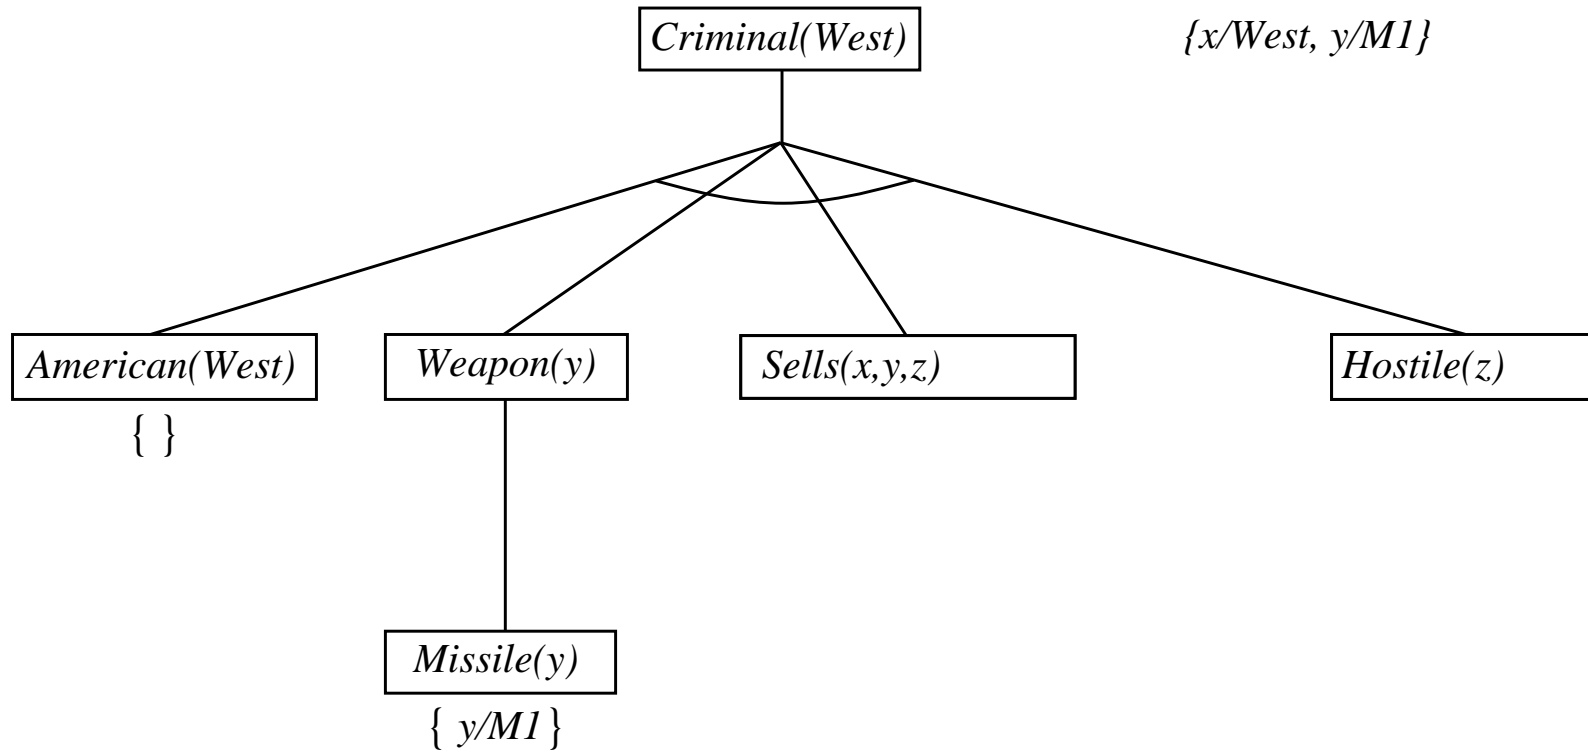 Criminal(West)
{x/West, y/M1}
American(West)
Weapon(y)
Sells(x,y,z)
Hostile(z)
{ }
Missile(y)
{ y/M1 }